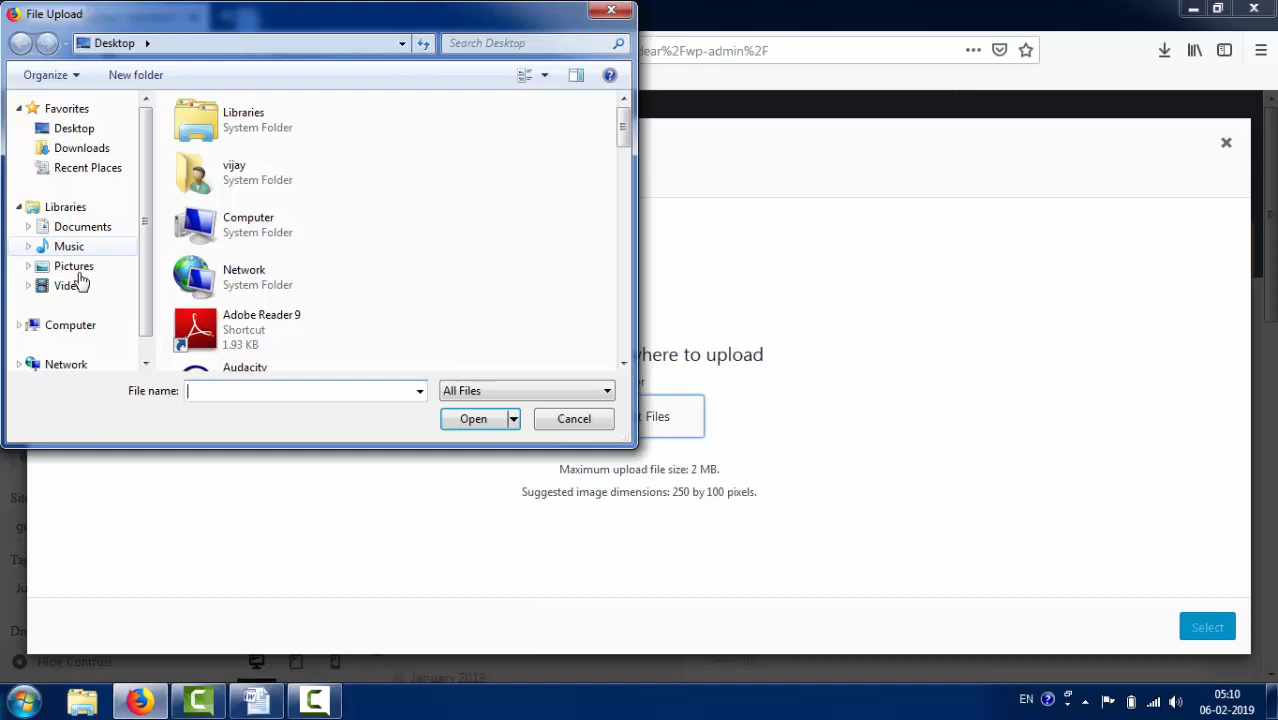 File Upload
Desktop
Search Desktop
dear%2Fwp-admin%2F
Organize
New folder
Favorites
Desktop
Downloads
Recent Places
Libraries
Documents
Music
Pictures
Computer
Network
Libraries
System Folder
vijay
System Folder
Computer
System Folder
Network
System Folder
Adobe Reader 9
Shortcut
1.93 KB
Audacity
File name:
All Files
Open
Cancel
to upload
Files
Maximum upload file size: 2 MB.
Suggested image dimensions: 250 by 100 pixels.
Select
Hide Controls
January 2018
EN
05:10
06-02-2019